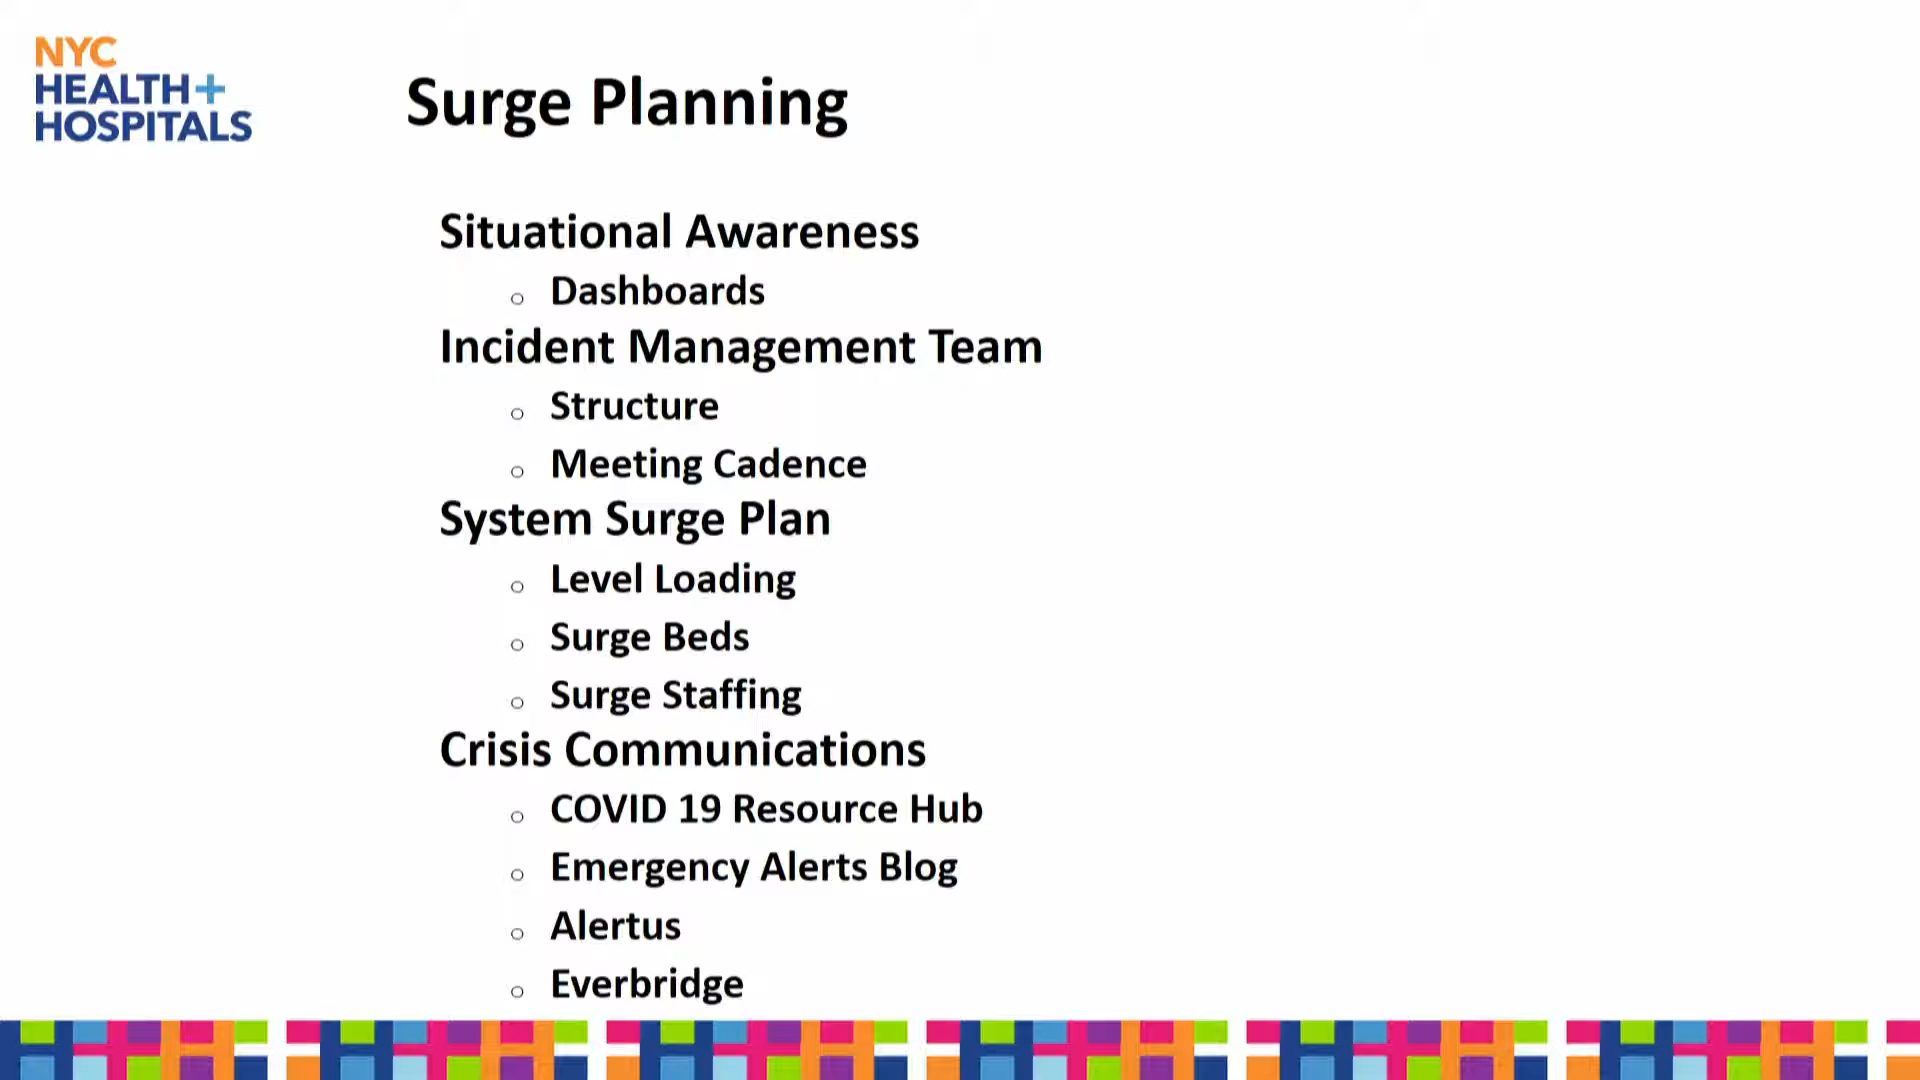 NYC
HEALTH+
HOSPITALS
Surge Planning
Situational Awareness
○ Dashboards
Incident Management Team
○ Structure
○ Meeting Cadence
System Surge Plan
○ Level Loading
○ Surge Beds
○ Surge Staffing
Crisis Communications
○ COVID 19 Resource Hub
○ Emergency Alerts Blog
○ Alertus
○ Everbridge